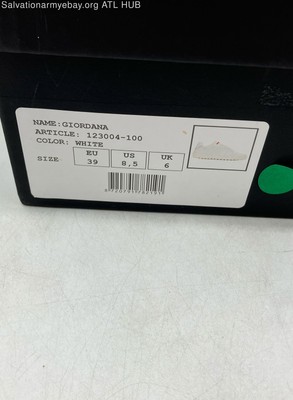 Salvationarmyebay.org ATL HUB
NAME:GIORDANA
ARTICLE: 123004-100
COLOR: WHITE
SIZE
EU US UK
39 8,5 6